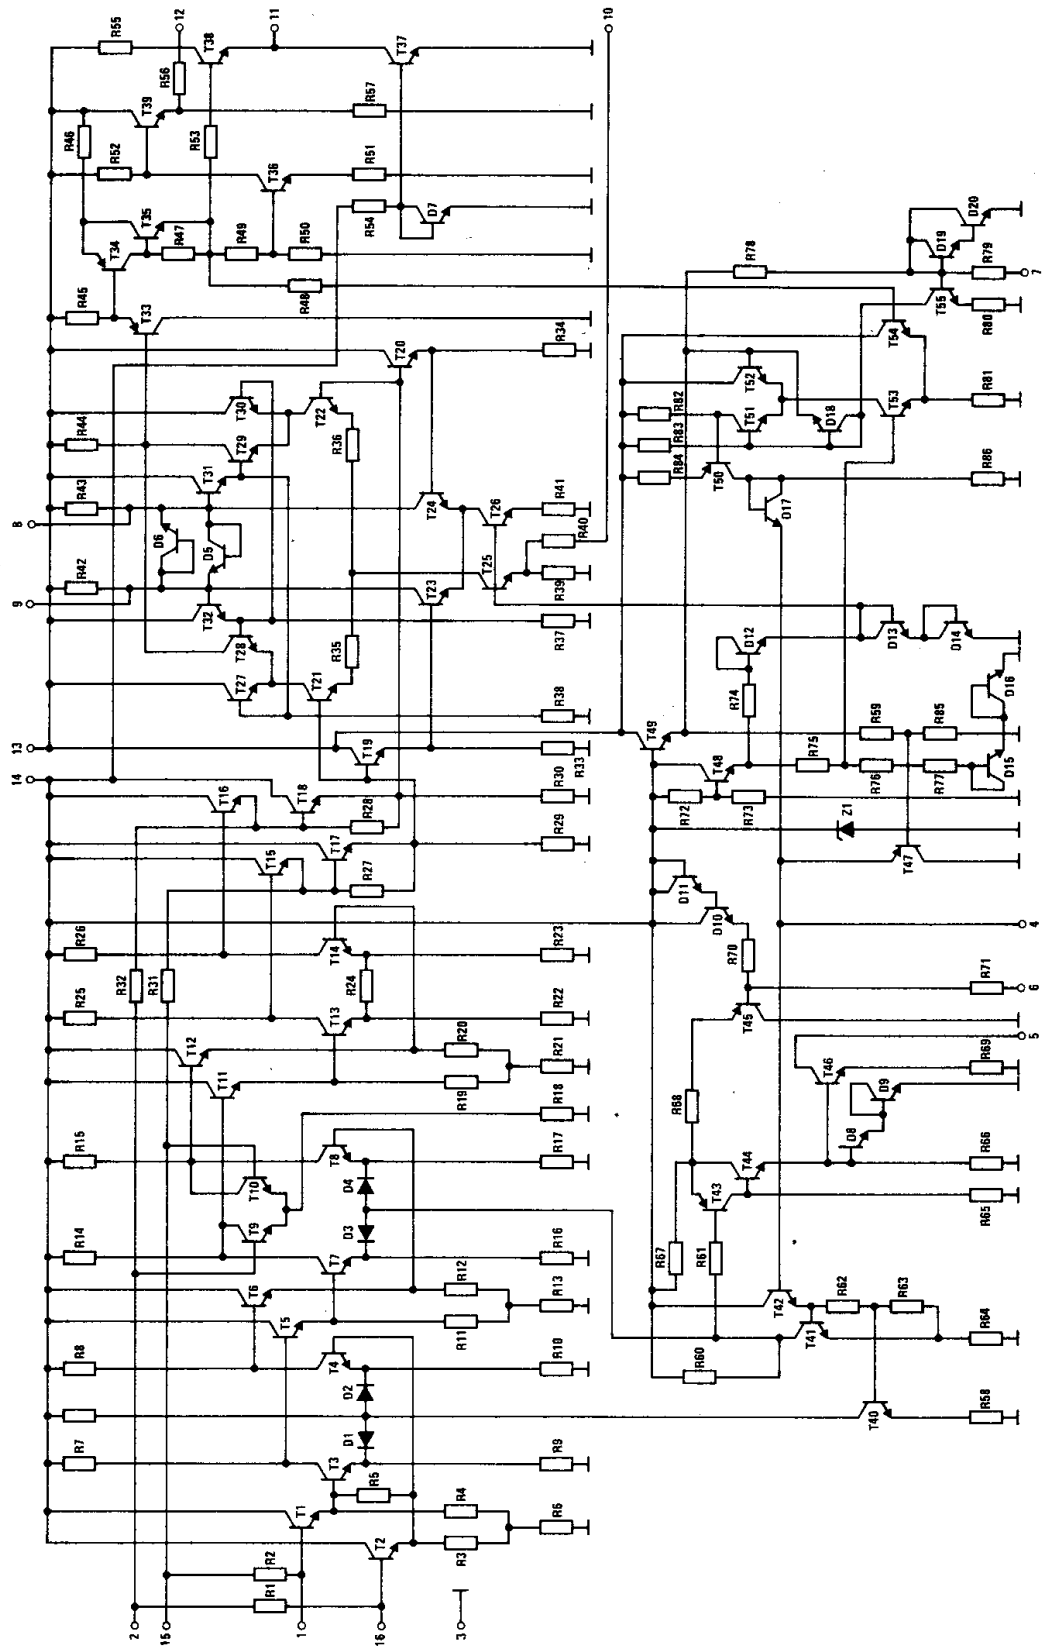 2
15
1
16
3
R1
R2
T2
T1
R3
R4
R6
R5
T3
R7
D1
R9
D2
R8
T4
R10
T5
T6
R11
R12
R13
R14
T7
D3
R16
T9
T10
D4
R15
T8
R17
R18
T11
T12
R19
R20
R21
R25
R32
R31
T13
R22
R24
R26
T14
R23
T15
T16
R27
T17
R29
R28
T18
R30
14
13
T19
R33
T27
T21
R38
T28
T32
R35
R37
9
R42
D5
D6
T23
T25
R39
R40
8
R43
T31
T24
T26
R41
R44
T29
T30
T22
R36
T20
R34
R45
T33
R48
T34
T35
R47
R49
R50
R54
D7
R46
R52
T36
R51
T39
R53
R57
R55
12
R56
T38
11
T37
10
T40
R58
R60
T41
T42
R62
R63
R64
R67
R61
T43
T44
R65
R66
R68
D8
D9
T46
R69
5
T45
R70
R71
6
4
D10
D11
T47
Z1
R72
R73
T48
T49
R74
R75
R76
R77
R59
R85
D12
D15
D16
D13
D14
D17
T50
R84
R83
R82
R86
T51
T52
D18
T53
R81
T54
T55
R80
R78
R79
D19
D20
7